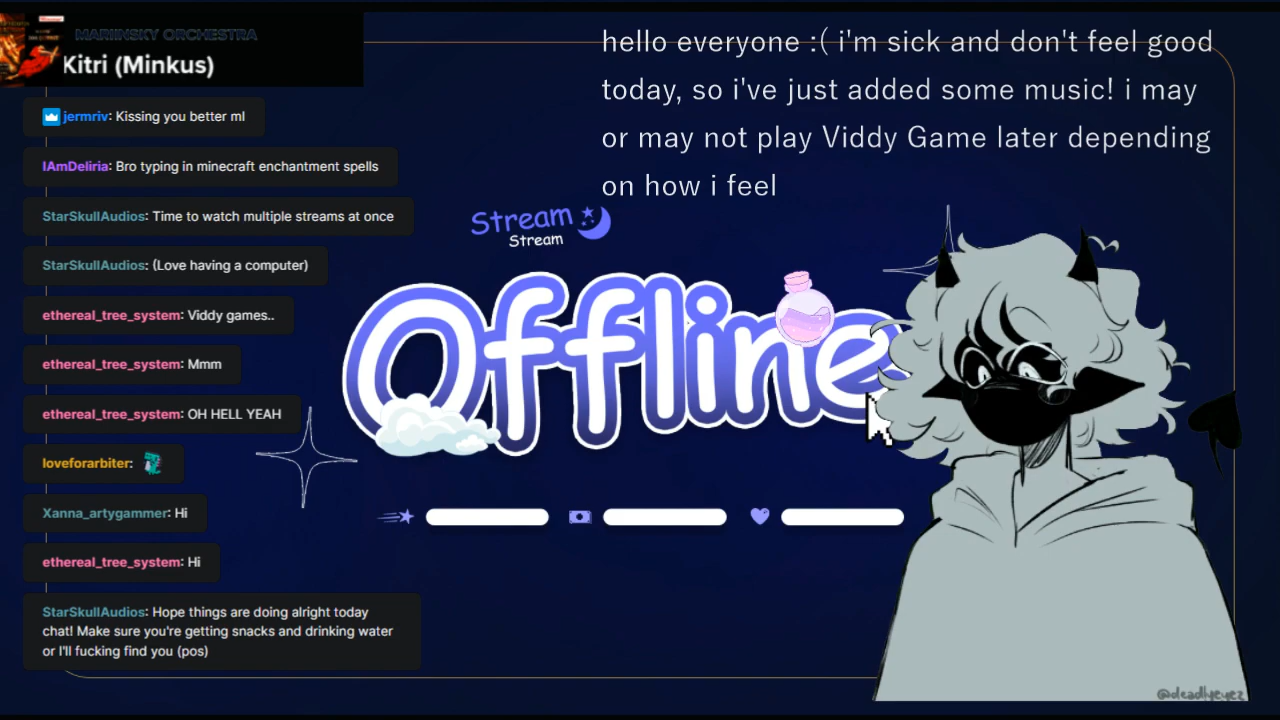 MARIINSKY ORCHESTRA
Kitri (Minkus)
hello everyone :( i'm sick and don't feel good
today, so i've just added some music! i may
or may not play Viddy Game later depending
on how i feel
jermriv: Kissing you better ml
IAmDeliria: Bro typing in minecraft enchantment spells
StarSkullAudios: Time to watch multiple streams at once
StarSkullAudios: (Love having a computer)
ethereal_tree_system: Viddy games..
ethereal_tree_system: Mmm
ethereal_tree_system: OH HELL YEAH
loveforarbiter:
Xanna_artygammer: Hi
ethereal_tree_system: Hi
StarSkullAudios: Hope things are doing alright today
chat! Make sure you're getting snacks and drinking water
or I'll fucking find you (pos)
Stream
Stream
Offline
@deadlyeyez